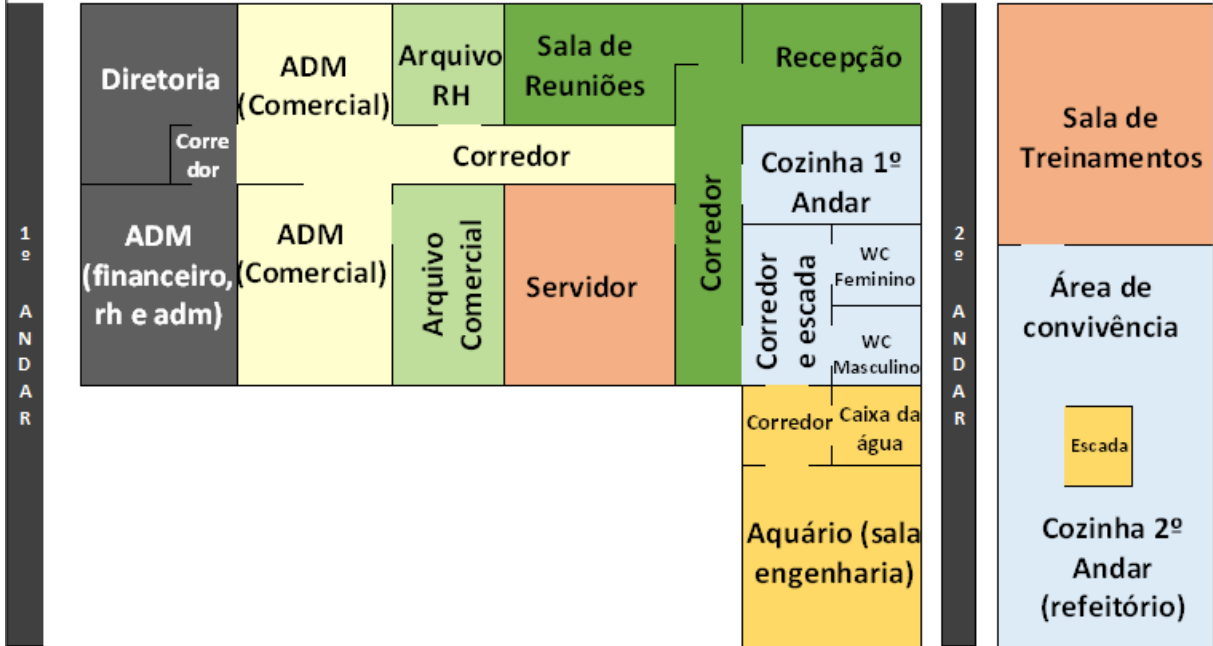 1º ANDAR
Diretoria
Corre
dor
ADM
(Comercial)
Arquivo
RH
Sala de
Reuniões
Recepção
Corredor
ADM
(financeiro,
rh e adm)
ADM
(Comercial)
Arquivo
Comercial
Servidor
Corredor
Cozinha 1º
Andar
Corredor
e escada
WC
Feminino
WC
Masculino
Corredor
Caixa da
água
Aquário (sala
engenharia)
2º ANDAR
Sala de
Treinamentos
Área de
convivência
Escada
Cozinha 2º
Andar
(refeitório)